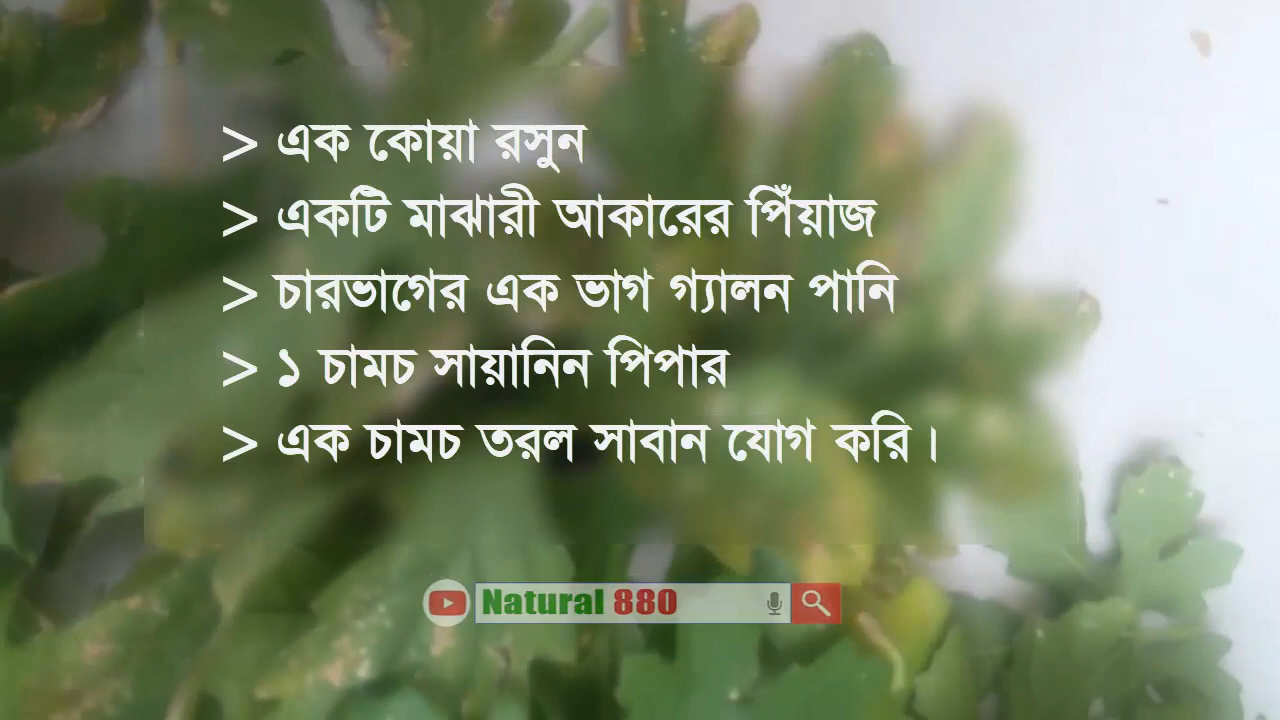 > এক কোয়া রসুন
> একটি মাঝারী আকারের পিঁয়াজ
> চারভাগের এক ভাগ গ্যালন পানি
> ১ চামচ সায়ানিন পিপার
> এক চামচ তরল সাবান যোগ করি।
Natural 880